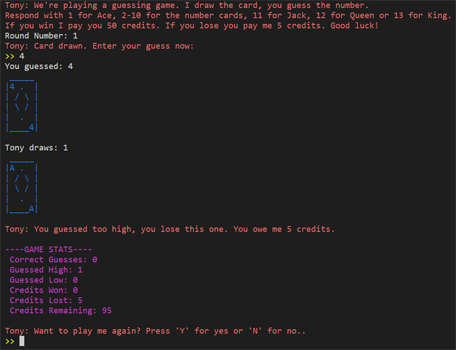 Tony: We're playing a guessing game. I draw the card, you guess the number.
Respond with 1 for Ace, 2-10 for the number cards, 11 for Jack, 12 for Queen or 13 for King.
If you win I pay you 50 credits. If you lose you pay me 5 credits. Good luck!
Round Number: 1
Tony: Card drawn. Enter your guess now:
>> 4
You guessed: 4
 _____
|4 .  |
| / \ |
| \ / |
|  .  |
|____4|
Tony draws: 1
 _____
|A .  |
| / \ |
| \ / |
|  .  |
|____A|
Tony: You guessed too high, you lose this one. You owe me 5 credits.
----GAME STATS----
Correct Guesses: 0
Guessed High: 1
Guessed Low: 0
Credits Won: 0
Credits Lost: 5
Credits Remaining: 95
Tony: Want to play me again? Press 'Y' for yes or 'N' for no..
>>